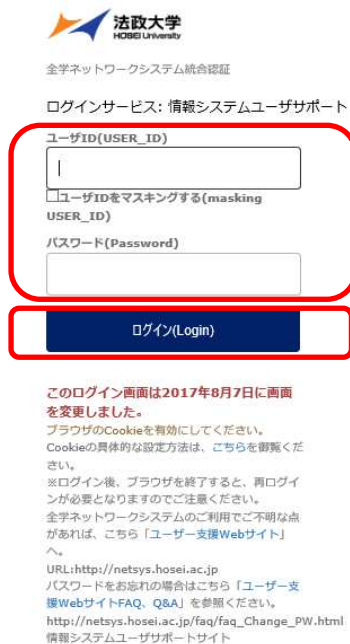 法政大学
HOSEI University
全学ネットワークシステム統合認証
ログインサービス: 情報システムユーザサポート
ユーザID(USER_ID)
ユーザIDをマスキングする(masking
USER_ID)
パスワード(Password)
ログイン(Login)
このログイン画面は2017年8月7日に画面
を変更しました。
ブラウザのCookieを有効にしてください。
Cookieの具体的な設定方法は、こちらを御覧くだ
さい。
※ログイン後、ブラウザを終了すると、再ログイ
ンが必要となりますのでご注意ください。
全学ネットワークシステムのご利用でご不明な点
があれば、こちら「ユーザー支援Webサイト」
へ。
URL:http://netsys.hosei.ac.jp
パスワードをお忘れの場合はこちら「ユーザー支
援WebサイトFAQ、Q&A」を参照ください。
http://netsys.hosei.ac.jp/faq/faq_Change_PW.html
情報システムユーザサポートサイト